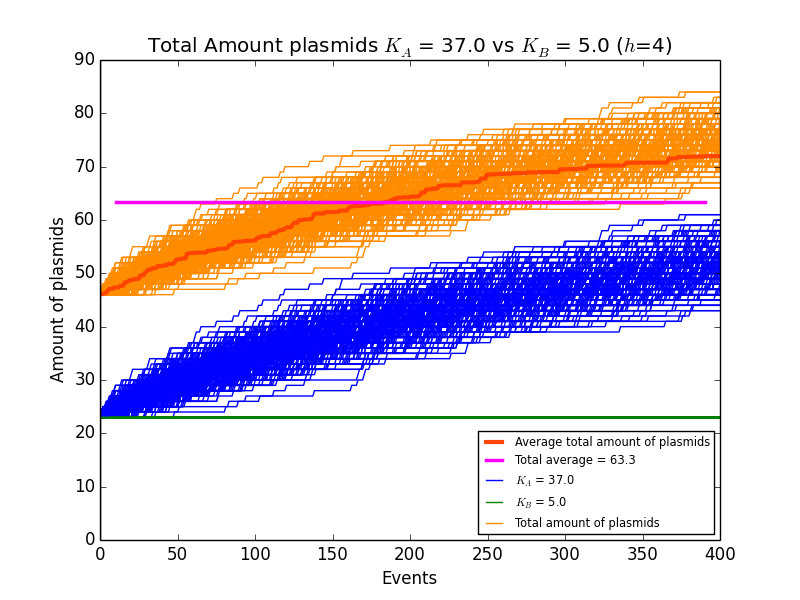 Total Amount plasmids K_A = 37.0 vs K_B = 5.0 (h=4)
90
80
70
60
50
40
30
20
10
0
Amount of plasmids
Average total amount of plasmids
Total average = 63.3
K_A = 37.0
K_B = 5.0
Total amount of plasmids
0 50 100 150 200 250 300 350 400
Events